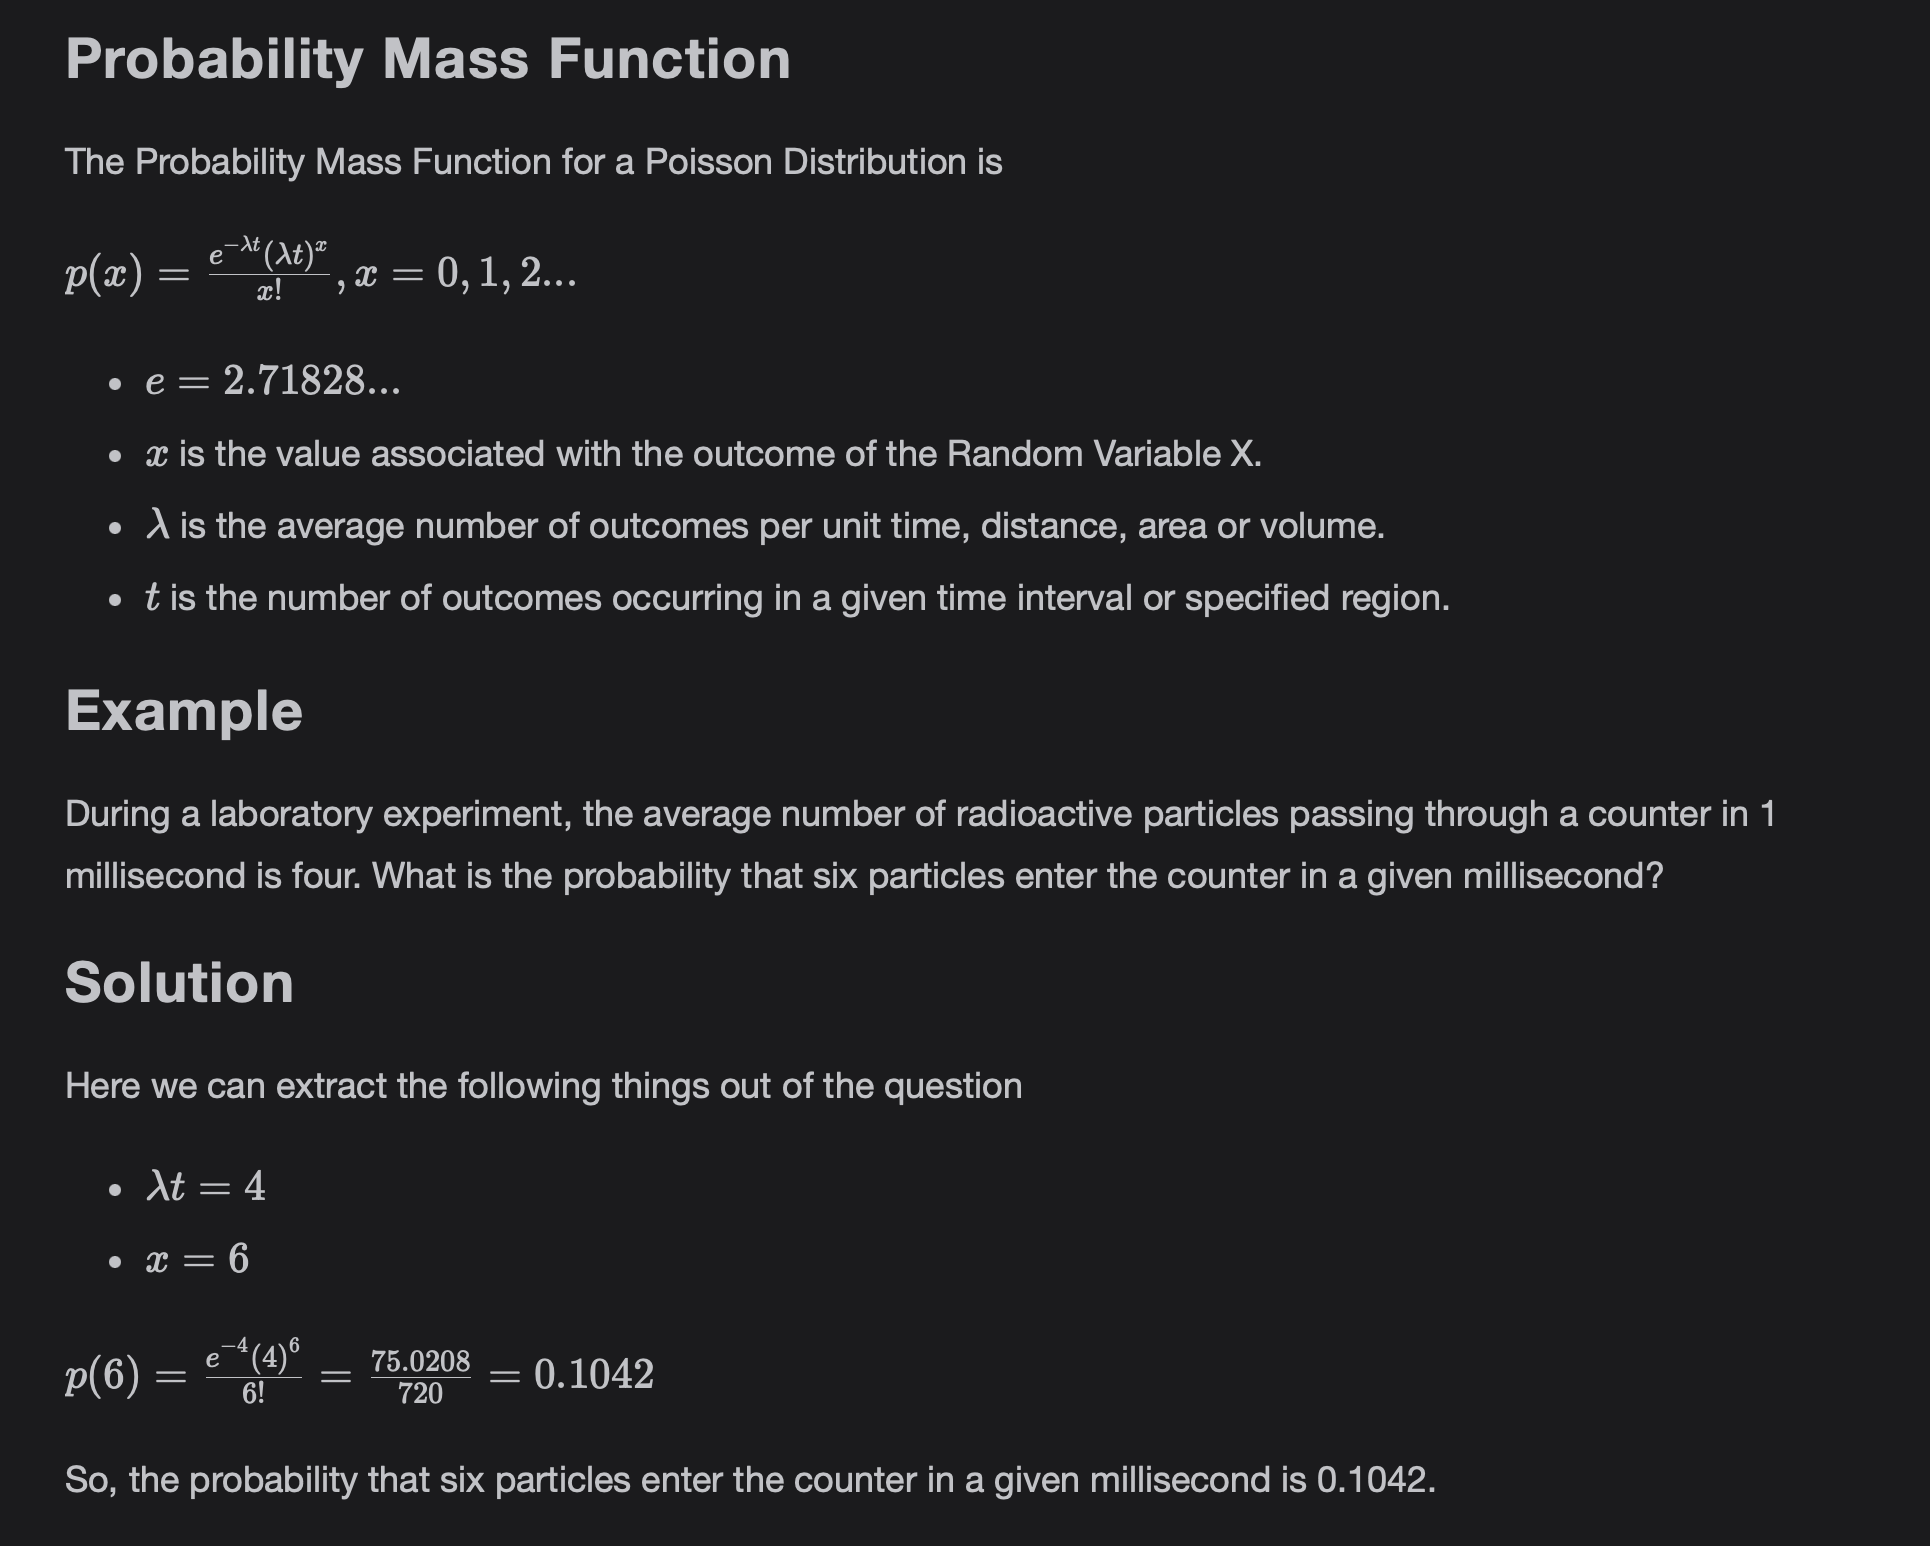 Probability Mass Function
The Probability Mass Function for a Poisson Distribution is
$p(x) = \frac{e^{-\lambda t}(\lambda t)^x}{x!}, x = 0, 1, 2...$
• $e = 2.71828...$
• $x$ is the value associated with the outcome of the Random Variable X.
• $\lambda$ is the average number of outcomes per unit time, distance, area or volume.
• $t$ is the number of outcomes occurring in a given time interval or specified region.
Example
During a laboratory experiment, the average number of radioactive particles passing through a counter in 1
millisecond is four. What is the probability that six particles enter the counter in a given millisecond?
Solution
Here we can extract the following things out of the question
• $\lambda t = 4$
• $x = 6$
$p(6) = \frac{e^{-4}(4)^6}{6!} = \frac{75.0208}{720} = 0.1042$
So, the probability that six particles enter the counter in a given millisecond is 0.1042.